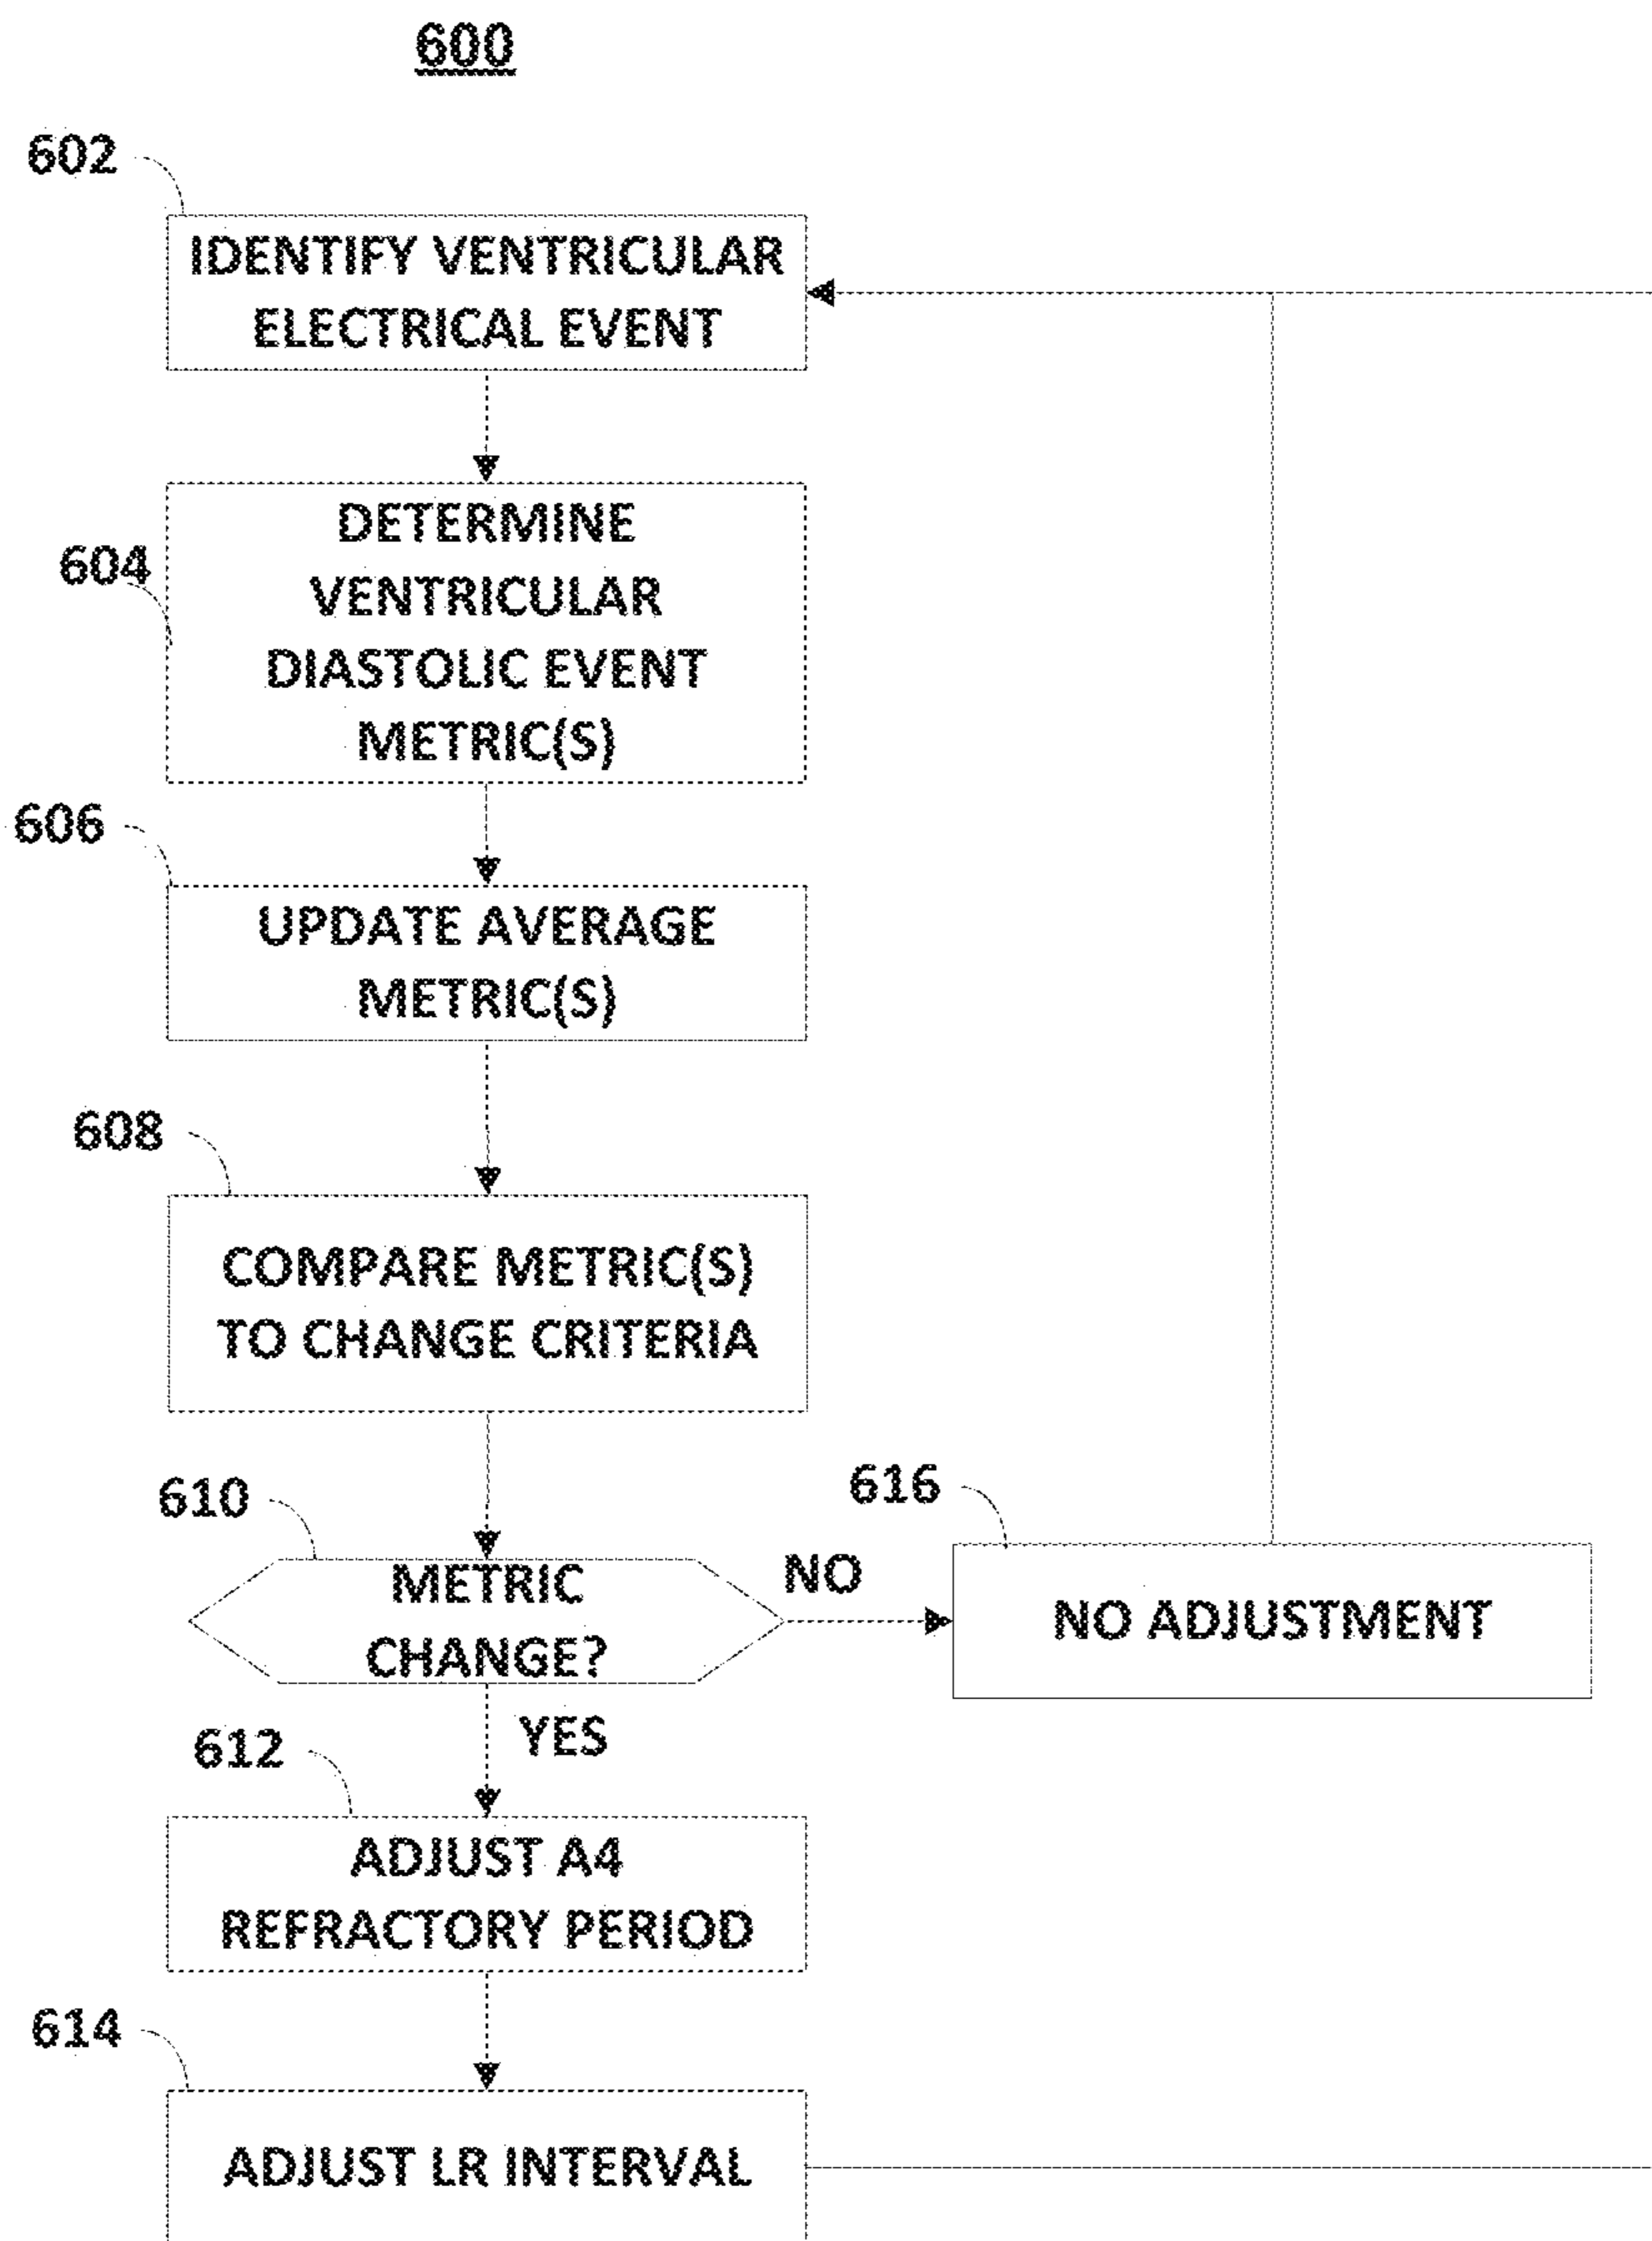 600
602
IDENTIFY VENTRICULAR
ELECTRICAL EVENT
604
DETERMINE
VENTRICULAR
DIASTOLIC EVENT
METRIC(S)
606
UPDATE AVERAGE
METRIC(S)
608
COMPARE METRIC(S)
TO CHANGE CRITERIA
610
METRIC
CHANGE?
NO
616
NO ADJUSTMENT
YES
612
ADJUST A4
REFRACTORY PERIOD
614
ADJUST LR INTERVAL